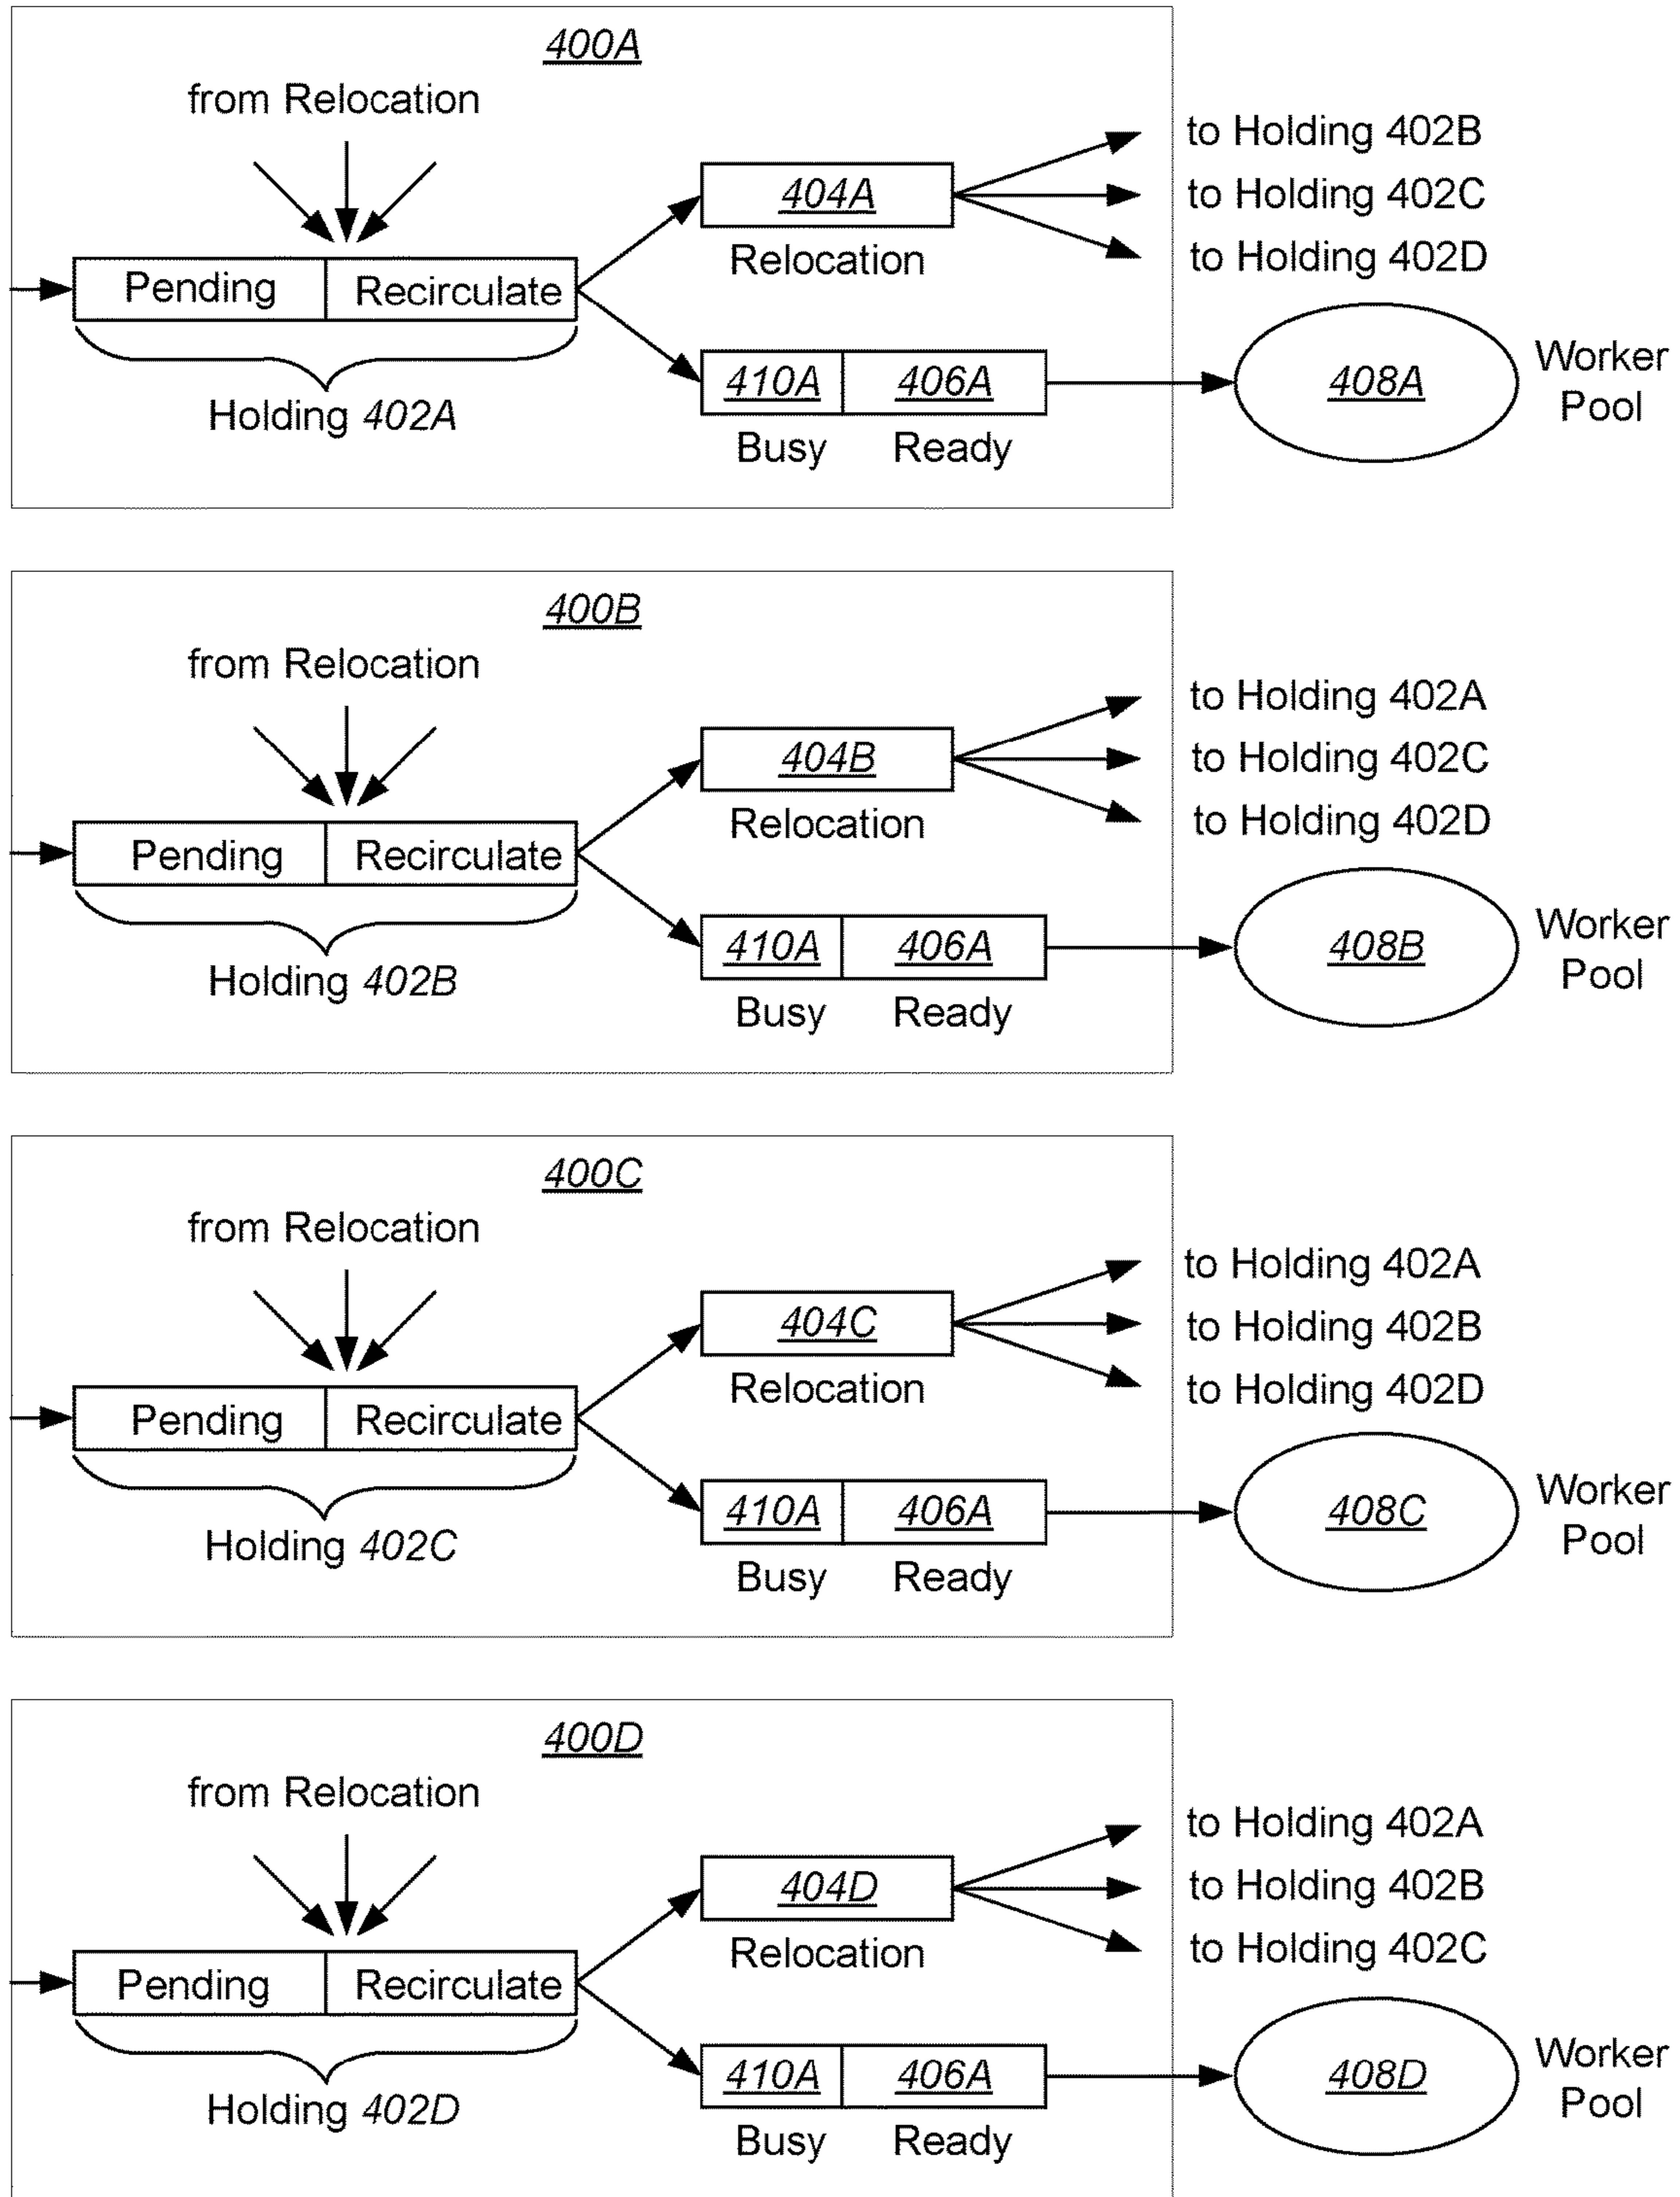 400A
from Relocation
to Holding 402B
404A
to Holding 402C
Relocation
to Holding 402D
Pending Recirculate
Holding 402A
410A 406A
Busy Ready
408A
Worker
Pool
400B
from Relocation
to Holding 402A
404B
to Holding 402C
Relocation
to Holding 402D
Pending Recirculate
Holding 402B
410A 406A
Busy Ready
408B
Worker
Pool
400C
from Relocation
to Holding 402A
404C
to Holding 402B
Relocation
to Holding 402D
Pending Recirculate
Holding 402C
410A 406A
Busy Ready
408C
Worker
Pool
400D
from Relocation
to Holding 402A
404D
to Holding 402B
Relocation
to Holding 402C
Pending Recirculate
Holding 402D
410A 406A
Busy Ready
408D
Worker
Pool